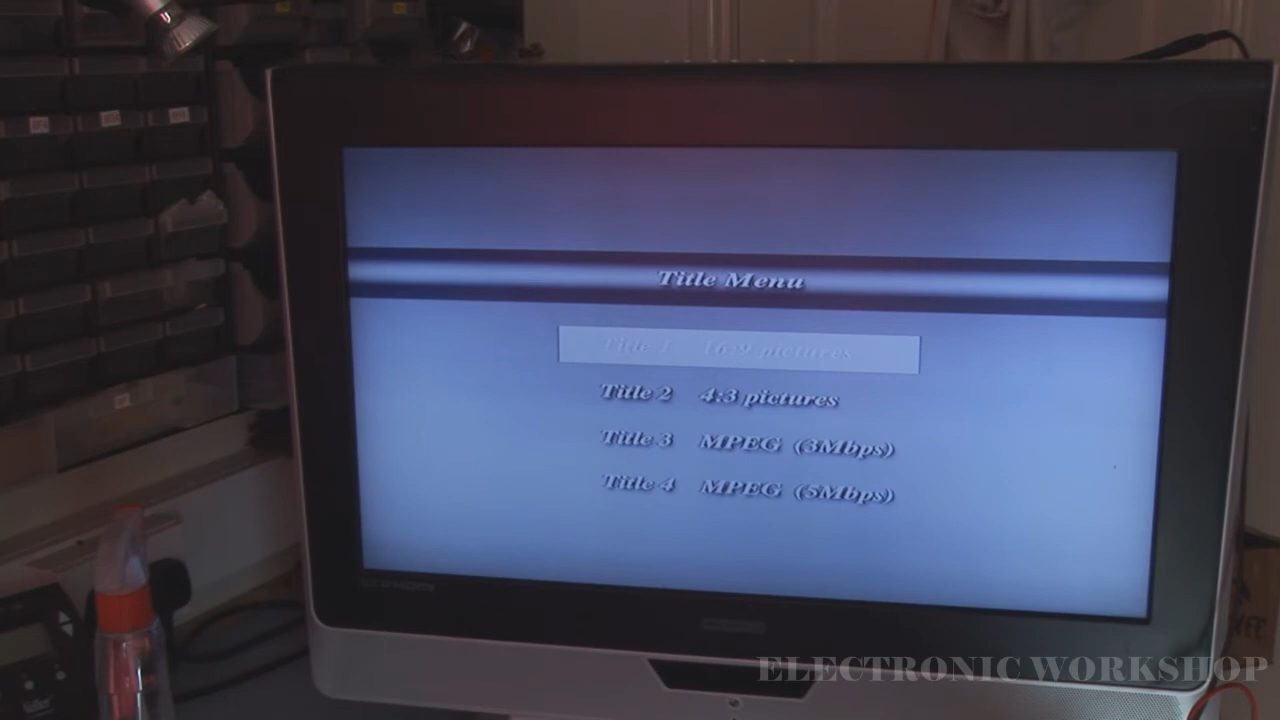 Title Menu
Title 1 16:9 pictures
Title 2 4:3 pictures
Title 3 MPEG (3Mbps)
Title 4 MPEG (5Mbps)
ELECTRONIC WORKSHOP